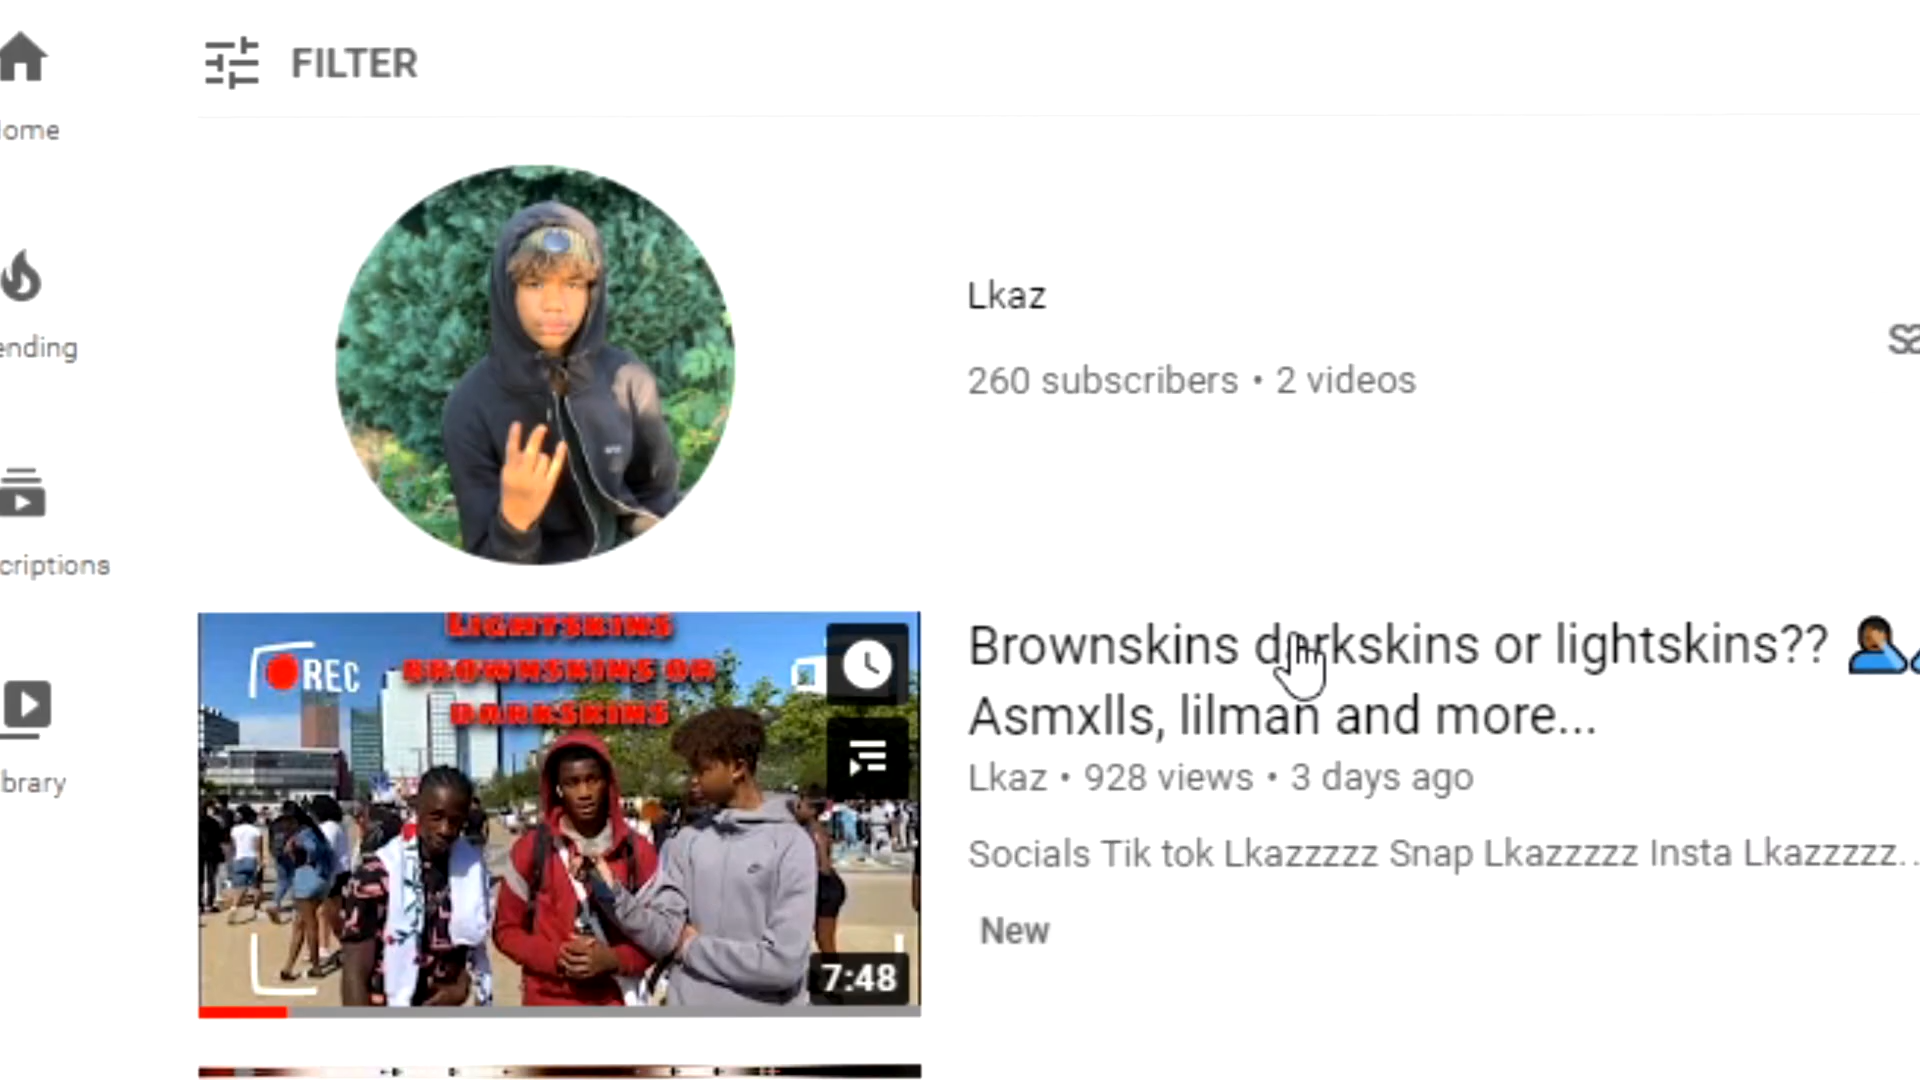 FILTER
ome
ending
criptions
brary
Lkaz
260 subscribers • 2 videos
LIGHTSKINS
BROWNSKINS OR
DARKSKINS
REC
7:48
Brownskins darkskins or lightskins??
Asmxlls, lilman and more...
Lkaz • 928 views • 3 days ago
Socials Tik tok Lkazzzzz Snap Lkazzzzz Insta Lkazzzzz..
New